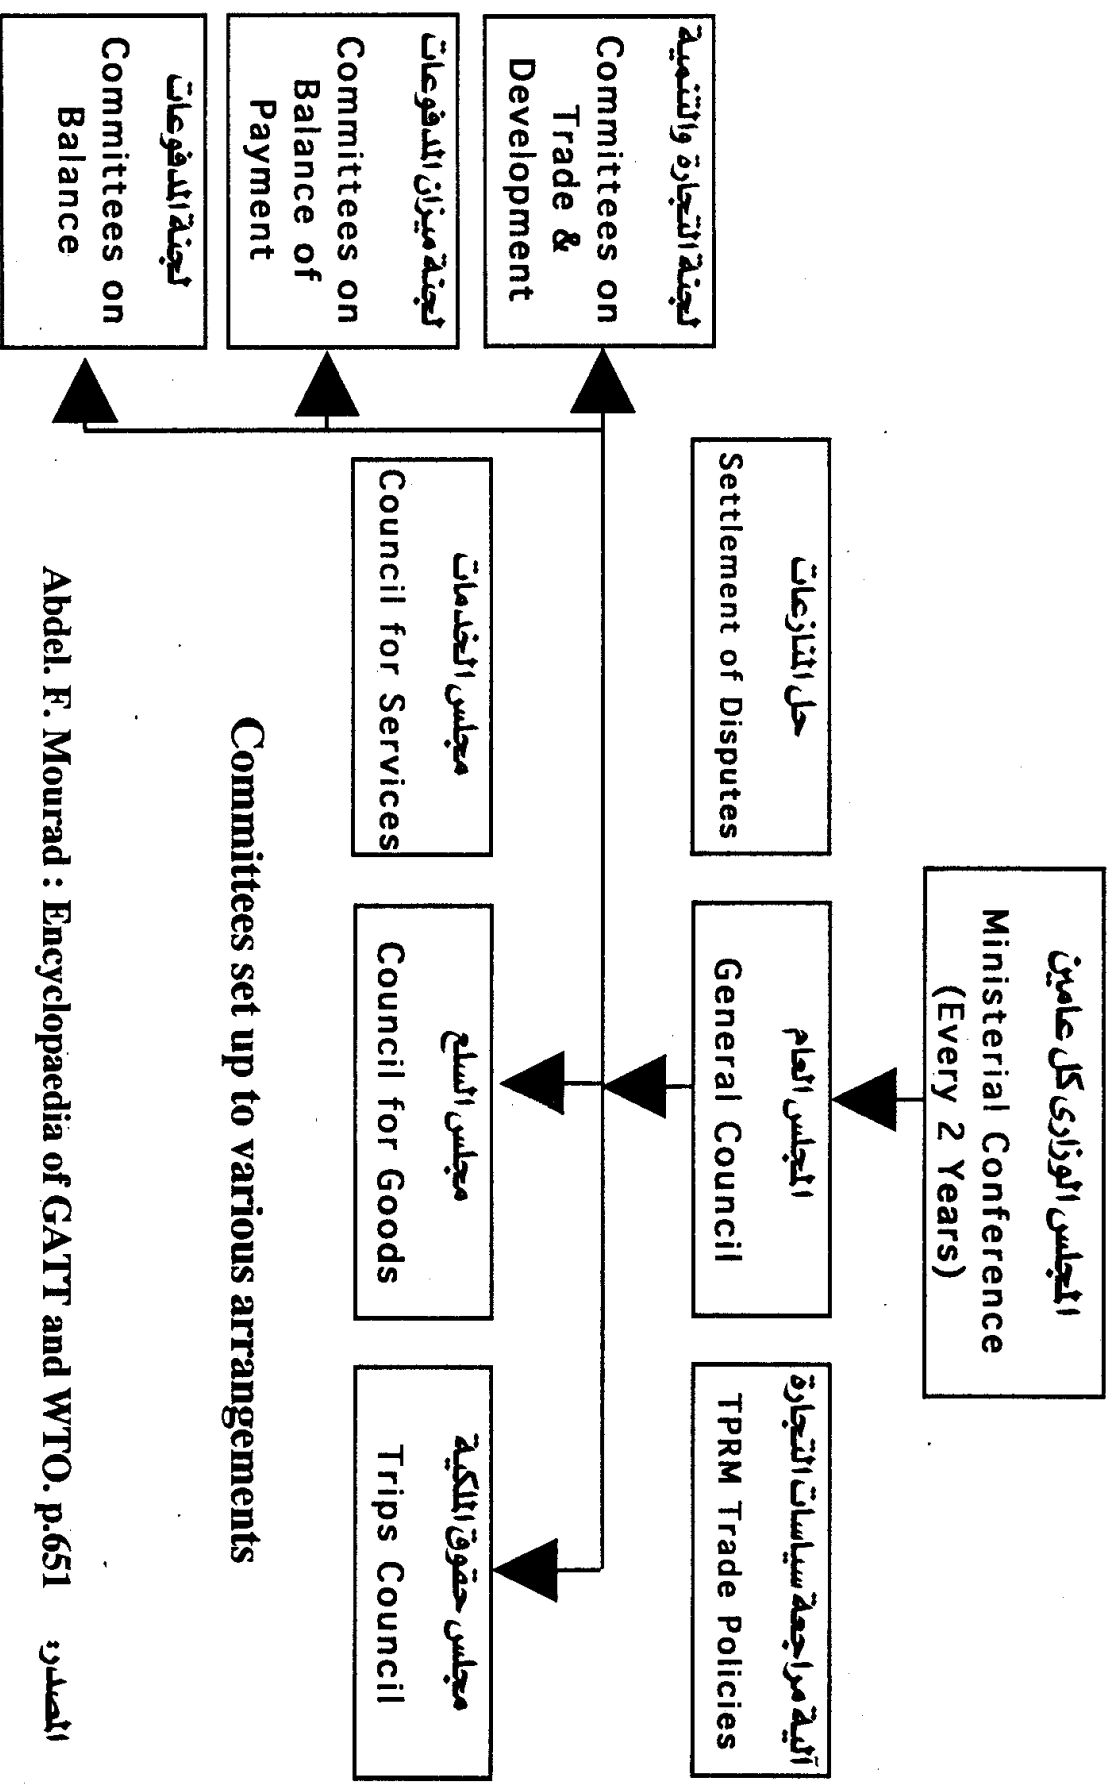 المجلس الوزارى كل عامين
Ministerial Conference
(Every 2 Years)
حل المنازعات
Settlement of Disputes
المجلس العام
General Council
آلية مراجعة سياسات التجارة
TPRM Trade Policies
لجنة التجارة والتنمية
Committees on
Trade &
Development
لجنة ميزان المدفوعات
Committees on
Balance of
Payment
لجنة المدفوعات
Committees on
Balance
مجلس الخدمات
Council for Services
مجلس السلع
Council for Goods
مجلس حقوق الملكية
Trips Council
Committees set up to various arrangements
Abdel. F. Mourad : Encyclopaedia of GATT and WTO. p.651 المصدر: